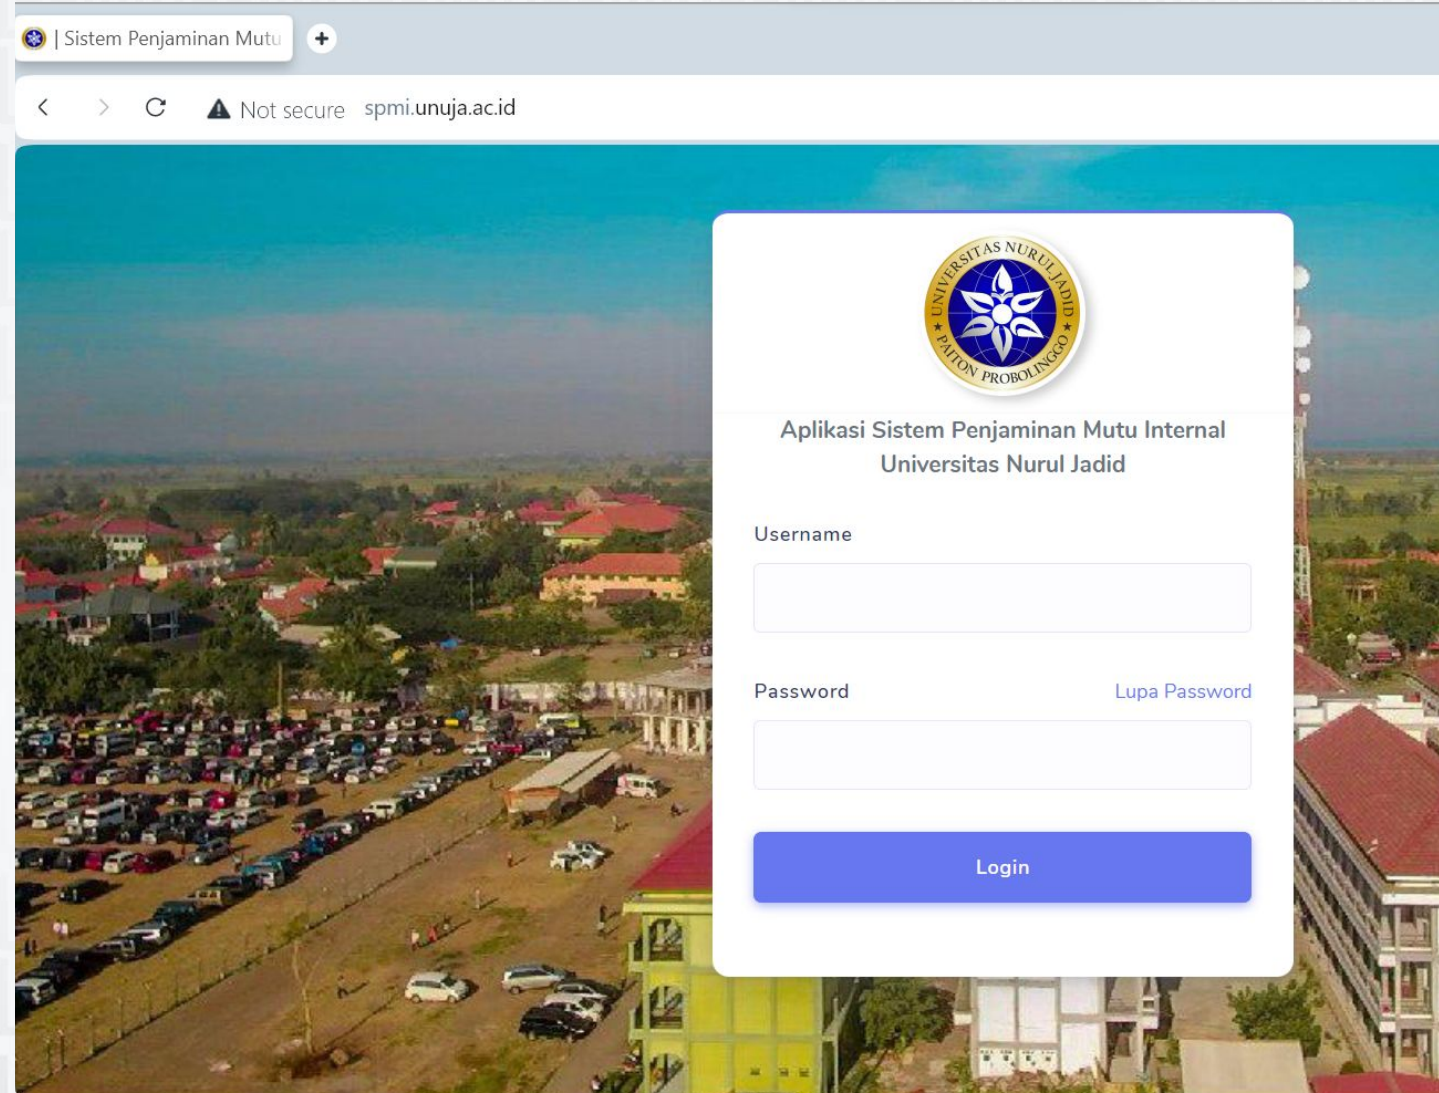 | Sistem Penjaminan Mutu
Not secure spmi.unuja.ac.id
UNIVERSITAS NURUL JADID
PAITON PROBOLINGGO
Aplikasi Sistem Penjaminan Mutu Internal
Universitas Nurul Jadid
Username
Password Lupa Password
Login